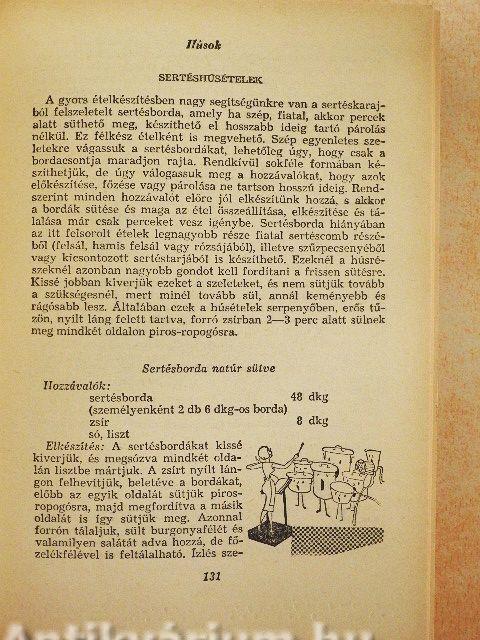 Húsok
SERTÉSHÚSÉTELEK
A gyors ételkészítésben nagy segítségünkre van a sertéskaraj-
ból felszeletelt sertésborda, amely ha szép, fiatal, akkor percek
alatt süthető meg, készíthető el hosszabb ideig tartó párolás
nélkül. Ez félkész ételként is megvehető. Szép egyenletes sze-
letekre vágassuk a sertésbordákat, lehetőleg úgy, hogy csak a
bordacsontja maradjon rajta. Rendkívül sokféle formában ké-
szíthetjük, de úgy válogassuk meg a hozzávalókat, hogy azok
előkészítése, főzése vagy párolása ne tartson hosszú ideig. Rend-
szerint minden hozzávalót előre jól elkészítünk hozzá, s akkor
a bordák sütése és maga az étel összeállítása, elkészítése és tá-
lalása már csak perceket vesz igénybe. Sertésborda hiányában
az itt felsorolt ételek legnagyobb része fiatal sertéscomb részé-
ből (felsál, hamis felsál vagy rózsájából), illetve szűzpecsenyéből
vagy kicsontozott sertéstarjából is készíthető. Ezeknél a húsré-
szeknél azonban nagyobb gondot kell fordítani a frissen sütésre.
Kissé jobban kiverjük ezeket a szeleteket, és nem sütjük tovább
a szükségesnél, mert minél tovább sül, annál keményebb és
rágósabb lesz. Általában ezek a húsételek serpenyőben, erős tű-
zön, nyílt láng felett tartva, forró zsírban 2—3 perc alatt sülnek
meg mindkét oldalon piros-ropogósra.
Sertésborda natúr sütve
Hozzávalók:
sertésborda 48 dkg
(személyenként 2 db 6 dkg-os borda)
zsír 8 dkg
só, liszt
Elkészítés: A sertésbordákat kissé
kiverjük, és megsózva mindkét olda-
lán lisztbe mártjuk. A zsírt nyílt lán-
gon felhevítjük, beletéve a bordákat,
előbb az egyik oldalát sütjük piros-
ropogósra, majd megfordítva a másik
oldalát is így sütjük meg. Azonnal
forrón tálaljuk, sült burgonyafélét és
valamilyen salátát adva hozzá, de fő-
zelékfélével is feltálalható. Ízlés sze-
131
Antikvárium.hu